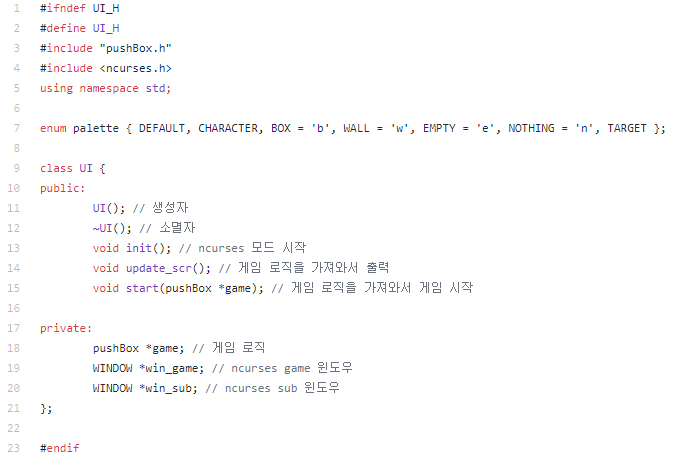 1 #ifndef UI_H
2 #define UI_H
3 #include "pushBox.h"
4 #include <ncurses.h>
5 using namespace std;
6
7 enum palette { DEFAULT, CHARACTER, BOX = 'b', WALL = 'w', EMPTY = 'e', NOTHING = 'n', TARGET };
8
9 class UI {
10 public:
11 UI(); // 생성자
12 ~UI(); // 소멸자
13 void init(); // ncurses 모드 시작
14 void update_scr(); // 게임 로직을 가져와서 출력
15 void start(pushBox *game); // 게임 로직을 가져와서 게임 시작
16
17 private:
18 pushBox *game; // 게임 로직
19 WINDOW *win_game; // ncurses game 윈도우
20 WINDOW *win_sub; // ncurses sub 윈도우
21 };
22
23 #endif